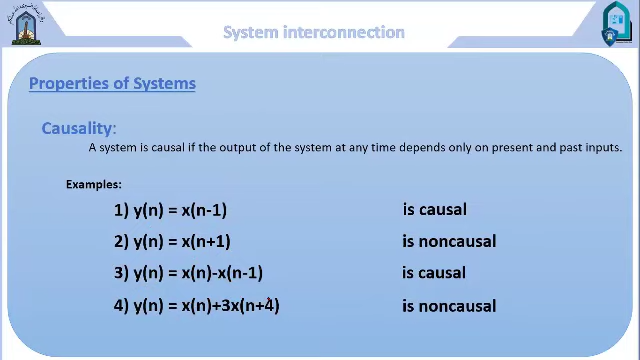 System interconnection
Properties of Systems
Causality:
A system is causal if the output of the system at any time depends only on present and past inputs.
Examples:
1) y(n) = x(n-1) is causal
2) y(n) = x(n+1) is noncausal
3) y(n) = x(n)-x(n-1) is causal
4) y(n) = x(n)+3x(n+4) is noncausal